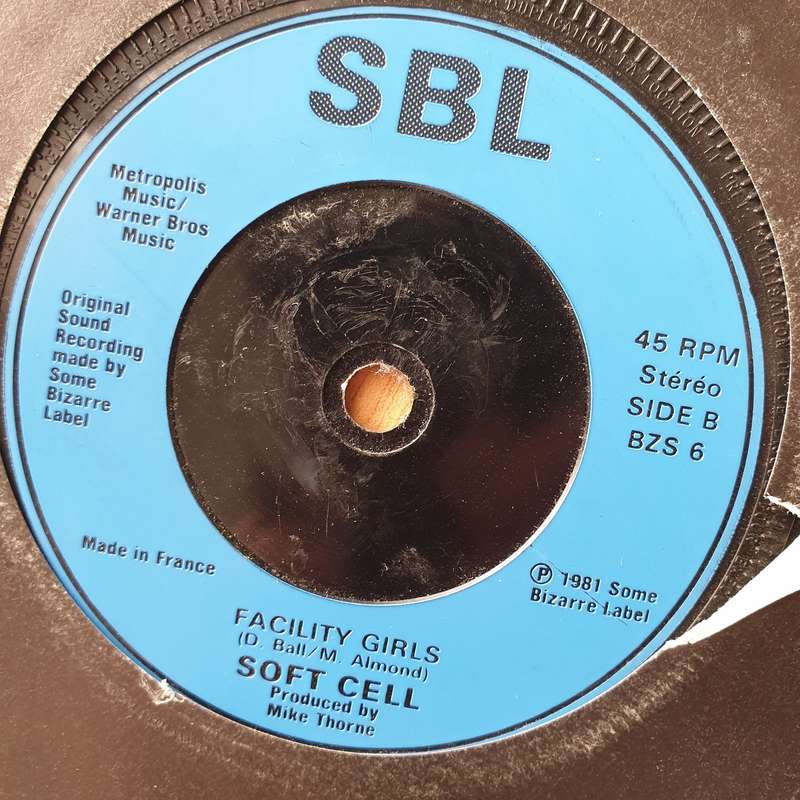 SBL
Metropolis
Music/
Warner Bros
Music
Original
Sound
Recording
made by
Some
Bizarre
Label
45 RPM
Stéréo
SIDE B
BZS 6
Made in France
℗ 1981 Some
Bizarre Label
FACILITY GIRLS
(D. Ball/M. Almond)
SOFT CELL
Produced by
Mike Thorne